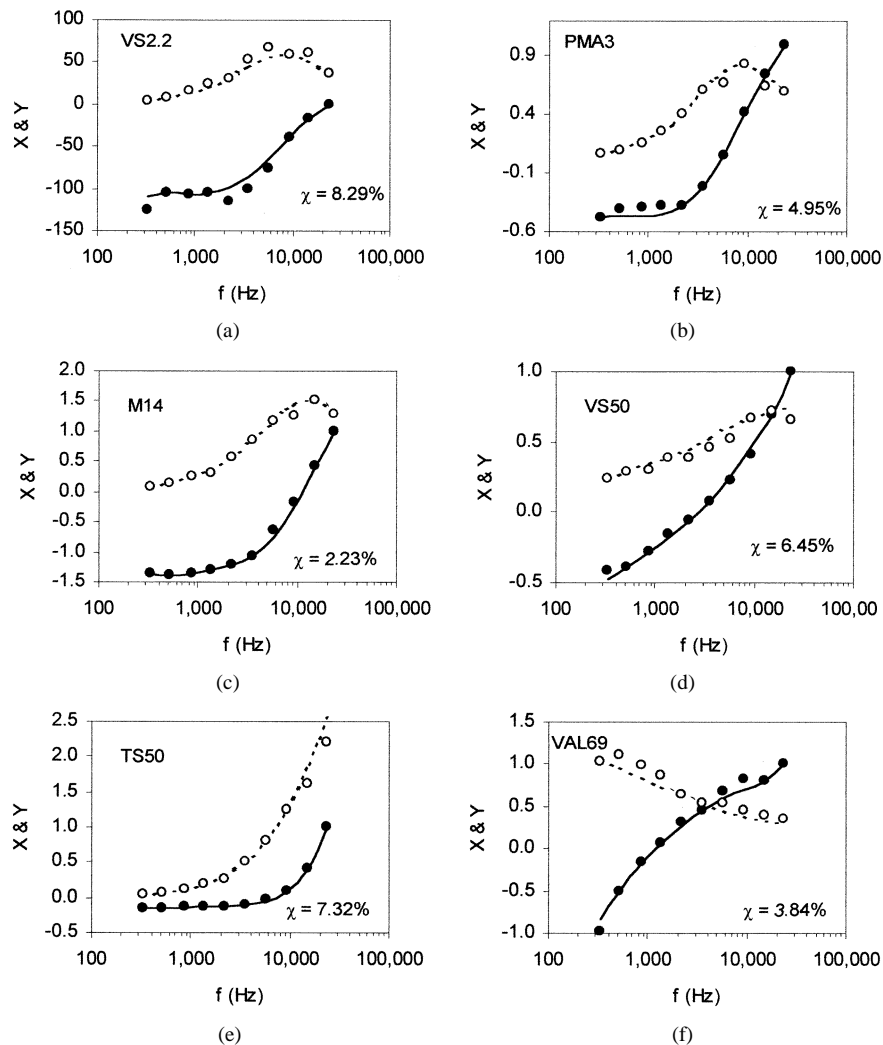 VS2.2
X & Y
100
50
0
-50
-100
-150
χ = 8.29%
100
1,000
10,000
100,000
f (Hz)
(a)
PMA3
X & Y
0.9
0.4
-0.1
-0.6
χ = 4.95%
100
1,000
10,000
100,000
f (Hz)
(b)
M14
X & Y
2.0
1.5
1.0
0.5
0.0
-0.5
-1.0
-1.5
χ = 2.23%
100
1,000
10,000
100,000
f (Hz)
(c)
VS50
X & Y
1.0
0.5
0.0
-0.5
χ = 6.45%
100
1,000
10,000
100,00
f (Hz)
(d)
TS50
X & Y
2.5
2.0
1.5
1.0
0.5
0.0
-0.5
χ = 7.32%
100
1,000
10,000
100,000
f (Hz)
(e)
VAL69
X & Y
1.5
1.0
0.5
0.0
-0.5
-1.0
χ = 3.84%
100
1,000
10,000
100,000
f (Hz)
(f)